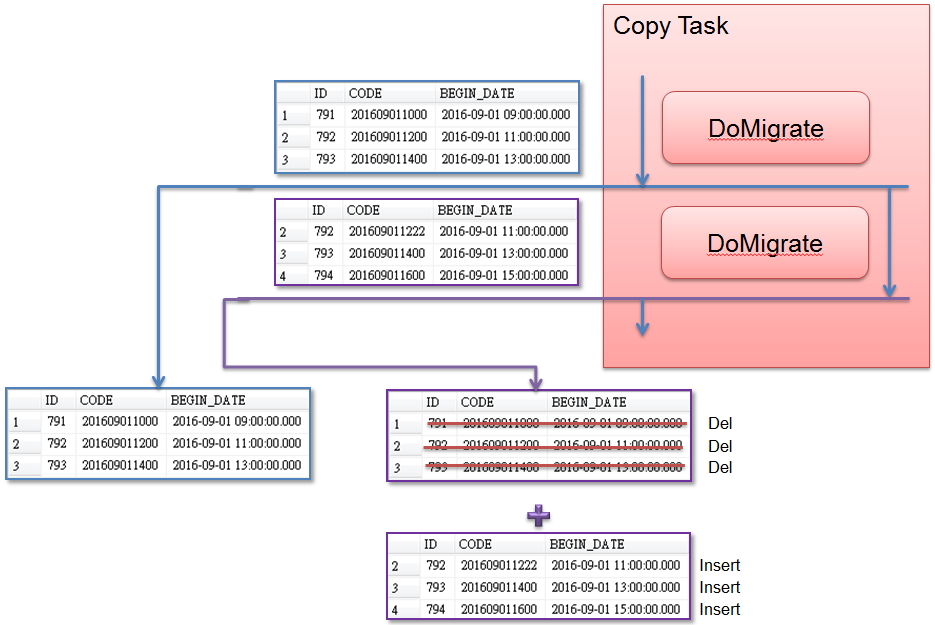 Copy Task
ID CODE BEGIN_DATE
1 791 201609011000 2016-09-01 09:00:00.000
2 792 201609011200 2016-09-01 11:00:00.000
3 793 201609011400 2016-09-01 13:00:00.000
DoMigrate
ID CODE BEGIN_DATE
2 792 201609011222 2016-09-01 11:00:00.000
3 793 201609011400 2016-09-01 13:00:00.000
4 794 201609011600 2016-09-01 15:00:00.000
DoMigrate
ID CODE BEGIN_DATE
1 791 201609011000 2016-09-01 09:00:00.000
2 792 201609011200 2016-09-01 11:00:00.000
3 793 201609011400 2016-09-01 13:00:00.000
ID CODE BEGIN_DATE
1 791 201609011000 2016-09-01 09:00:00.000 Del
2 792 201609011200 2016-09-01 11:00:00.000 Del
3 793 201609011400 2016-09-01 13:00:00.000 Del
ID CODE BEGIN_DATE
2 792 201609011222 2016-09-01 11:00:00.000 Insert
3 793 201609011400 2016-09-01 13:00:00.000 Insert
4 794 201609011600 2016-09-01 15:00:00.000 Insert